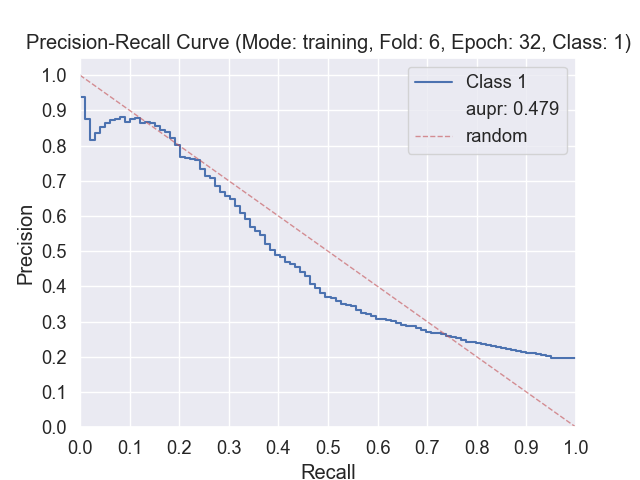 Precision-Recall Curve (Mode: training, Fold: 6, Epoch: 32, Class: 1)
Class 1
aupr: 0.479
random
Precision
1.0
0.9
0.8
0.7
0.6
0.5
0.4
0.3
0.2
0.1
0.0
0.0 0.1 0.2 0.3 0.4 0.5 0.6 0.7 0.8 0.9 1.0
Recall